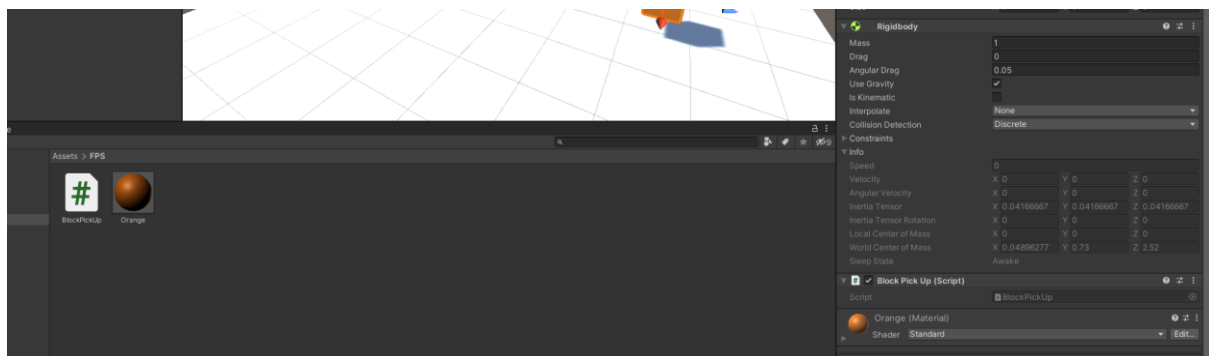 Rigidbody
Mass 1
Drag 0
Angular Drag 0.05
Use Gravity
Is Kinematic
Interpolate None
Collision Detection Discrete
Constraints
Info
Speed 0
Velocity X 0 Y 0 Z 0
Angular Velocity X 0 Y 0 Z 0
Inertia Tensor X 0.04166667 Y 0.04166667 Z 0.04166667
Inertia Tensor Rotation X 0 Y 0 Z 0
Local Center of Mass X 0 Y 0 Z 0
World Center of Mass X 0.04896277 Y 0.73 Z 2.52
Sleep State Awake
Block Pick Up (Script)
Script BlockPickUp
Orange (Material)
Shader Standard Edit...
Assets > FPS
#
BlockPickUp Orange